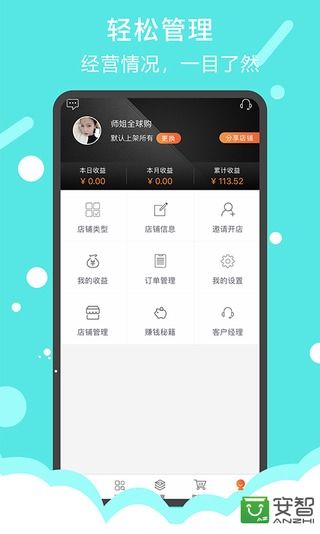 轻松管理
经营情况，一目了然
师姐全球购
默认上架所有 更换 分享店铺
本日收益 本月收益 累计收益
¥ 0.00 ¥ 0.00 ¥ 113.52
店铺类型 店铺信息 邀请开店
我的收益 订单管理 我的设置
店铺管理 赚钱秘籍 客户经理
安智
ANZHI